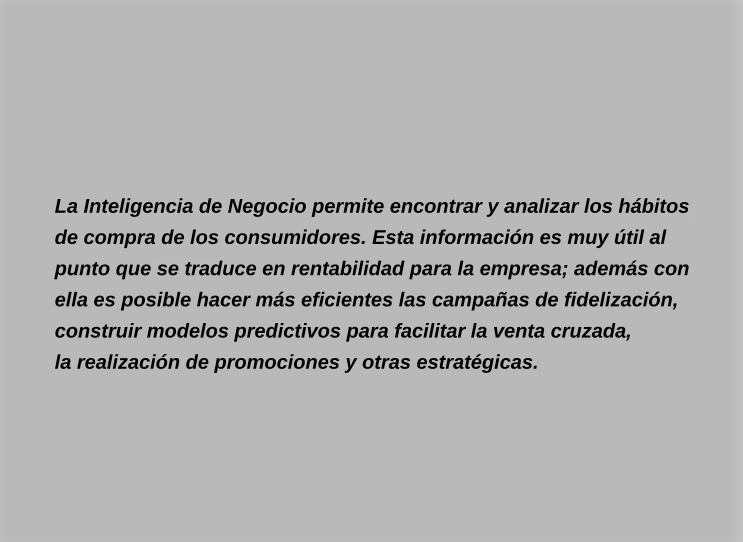 La Inteligencia de Negocio permite encontrar y analizar los hábitos
de compra de los consumidores. Esta información es muy útil al
punto que se traduce en rentabilidad para la empresa; además con
ella es posible hacer más eficientes las campañas de fidelización,
construir modelos predictivos para facilitar la venta cruzada,
la realización de promociones y otras estratégicas.